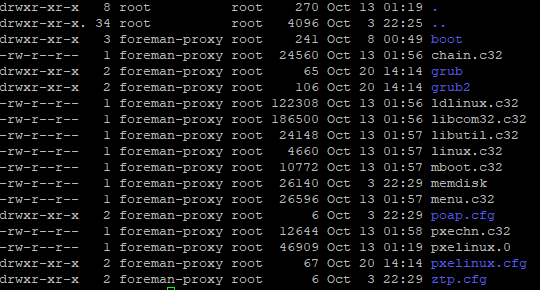 drwxr-xr-x 8 root root 270 Oct 13 01:19 .
drwxr-xr-x. 34 root root 4096 Oct 3 22:25 ..
drwxr-xr-x 3 foreman-proxy root 241 Oct 8 00:49 boot
-rw-r--r-- 1 foreman-proxy root 24560 Oct 13 01:56 chain.c32
drwxr-xr-x 2 foreman-proxy root 65 Oct 20 14:14 grub
drwxr-xr-x 2 foreman-proxy root 106 Oct 20 14:14 grub2
-rw-r--r-- 1 foreman-proxy root 122308 Oct 13 01:56 ldlinux.c32
-rw-r--r-- 1 foreman-proxy root 186500 Oct 13 01:56 libcom32.c32
-rw-r--r-- 1 foreman-proxy root 24148 Oct 13 01:57 libutil.c32
-rw-r--r-- 1 foreman-proxy root 4660 Oct 13 01:57 linux.c32
-rw-r--r-- 1 foreman-proxy root 10772 Oct 13 01:57 mboot.c32
-rw-r--r-- 1 foreman-proxy root 26140 Oct 3 22:29 memdisk
-rw-r--r-- 1 foreman-proxy root 26596 Oct 13 01:57 menu.c32
drwxr-xr-x 2 foreman-proxy root 6 Oct 3 22:29 poap.cfg
-rw-r--r-- 1 foreman-proxy root 12644 Oct 13 01:58 pxechn.c32
-rw-r--r-- 1 foreman-proxy root 46909 Oct 13 01:19 pxelinux.0
drwxr-xr-x 2 foreman-proxy root 67 Oct 20 14:14 pxelinux.cfg
drwxr-xr-x 2 foreman-proxy root 6 Oct 3 22:29 ztp.cfg